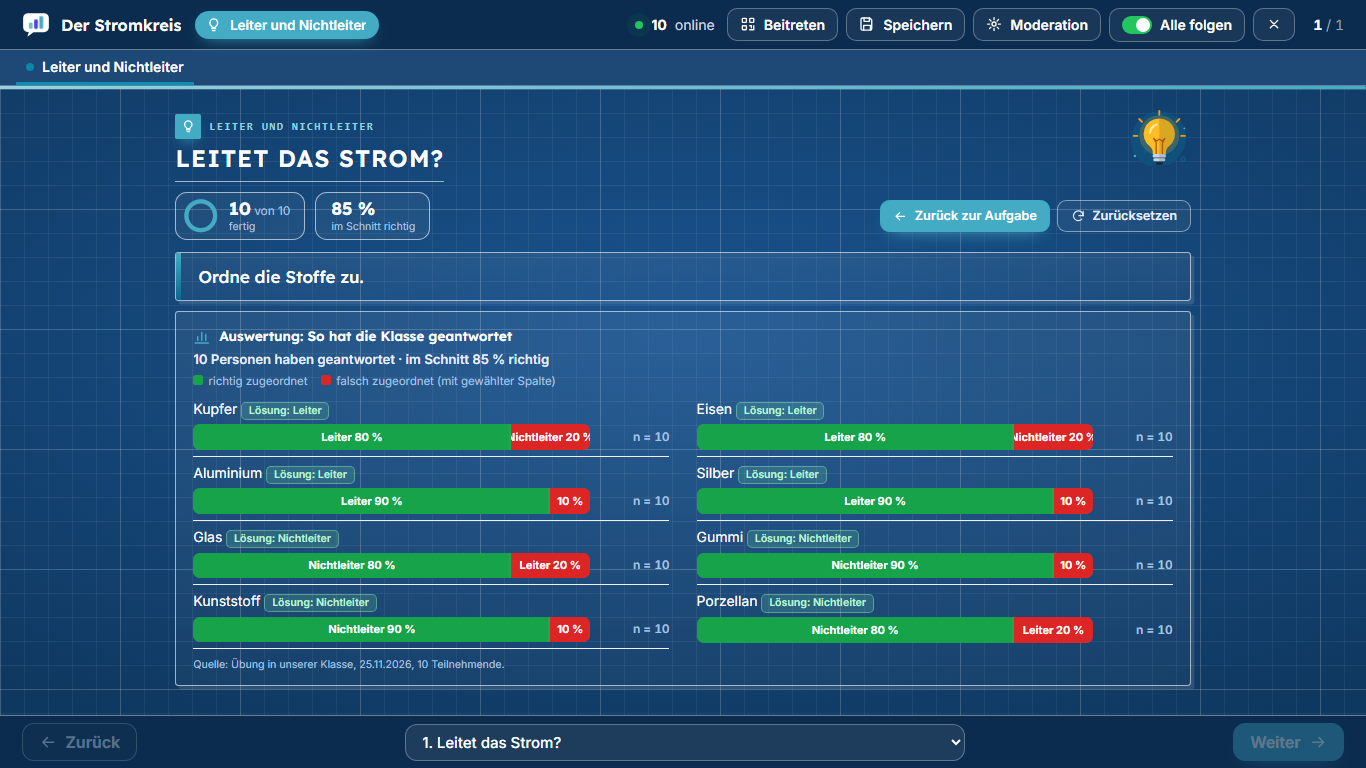 Der Stromkreis Leiter und Nichtleiter 10 online Beitreten Speichern Moderation Alle folgen 1 / 1
Leiter und Nichtleiter
LEITER UND NICHTLEITER
LEITET DAS STROM?
10 von 10 fertig
85 % im Schnitt richtig
Zurück zur Aufgabe Zurücksetzen
Ordne die Stoffe zu.
Auswertung: So hat die Klasse geantwortet
10 Personen haben geantwortet · im Schnitt 85 % richtig
richtig zugeordnet falsch zugeordnet (mit gewählter Spalte)
Kupfer Lösung: Leiter
Leiter 80 % Nichtleiter 20 % n = 10
Eisen Lösung: Leiter
Leiter 80 % Nichtleiter 20 % n = 10
Aluminium Lösung: Leiter
Leiter 90 % 10 % n = 10
Silber Lösung: Leiter
Leiter 90 % 10 % n = 10
Glas Lösung: Nichtleiter
Nichtleiter 80 % Leiter 20 % n = 10
Gummi Lösung: Nichtleiter
Nichtleiter 90 % 10 % n = 10
Kunststoff Lösung: Nichtleiter
Nichtleiter 90 % 10 % n = 10
Porzellan Lösung: Nichtleiter
Nichtleiter 80 % Leiter 20 % n = 10
Quelle: Übung in unserer Klasse, 25.11.2026, 10 Teilnehmende.
Zurück 1. Leitet das Strom? Weiter